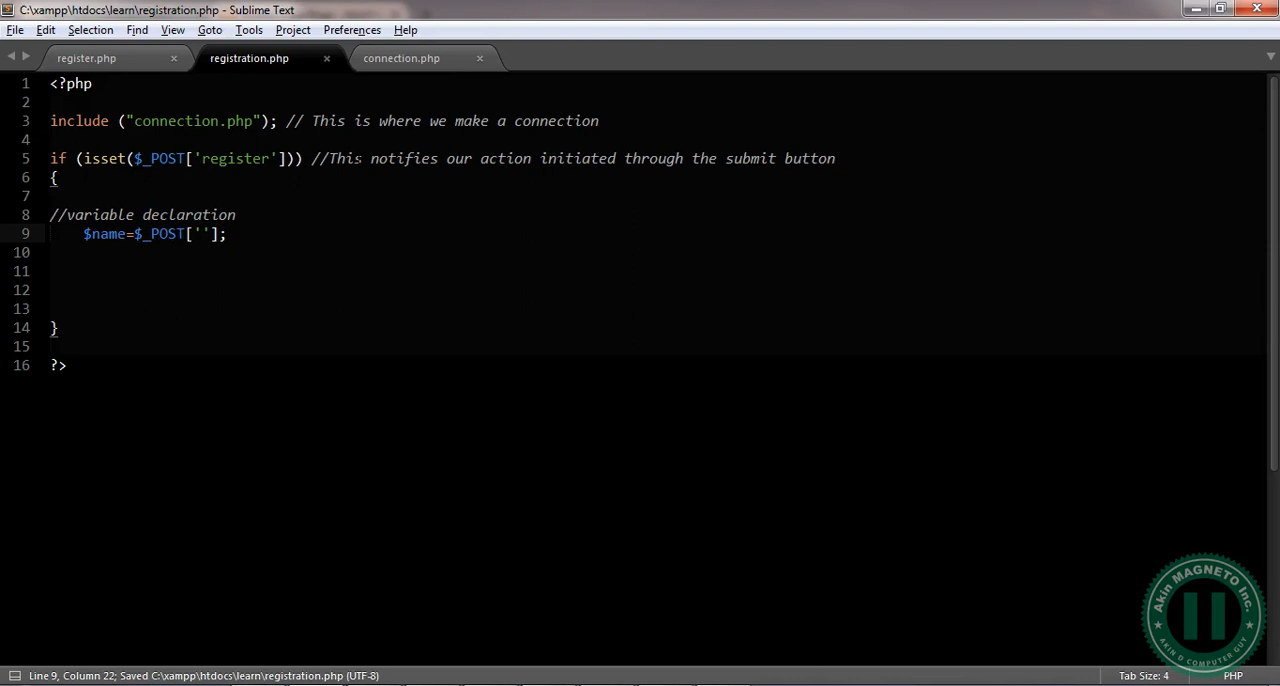 C:\xampp\htdocs\learn\registration.php - Sublime Text
File Edit Selection Find View Goto Tools Project Preferences Help
register.php × registration.php × connection.php ×
1 <?php
2
3 include ("connection.php"); // This is where we make a connection
4
5 if (isset($_POST['register'])) //This notifies our action initiated through the submit button
6 {
7
8 //variable declaration
9 $name=$_POST[''];
10
11
12
13
14 }
15
16 ?>
Akin MAGNETO Inc.
AKIN D COMPUTER GUY
Line 9, Column 22; Saved C:\xampp\htdocs\learn\registration.php (UTF-8) Tab Size: 4 PHP